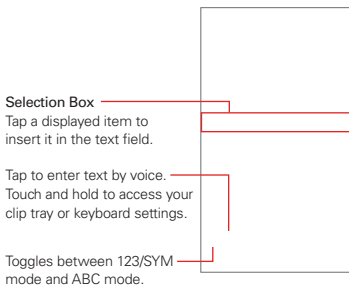 Selection Box
Tap a displayed item to
insert it in the text field.
Tap to enter text by voice.
Touch and hold to access your
clip tray or keyboard settings.
Toggles between 123/SYM
mode and ABC mode.